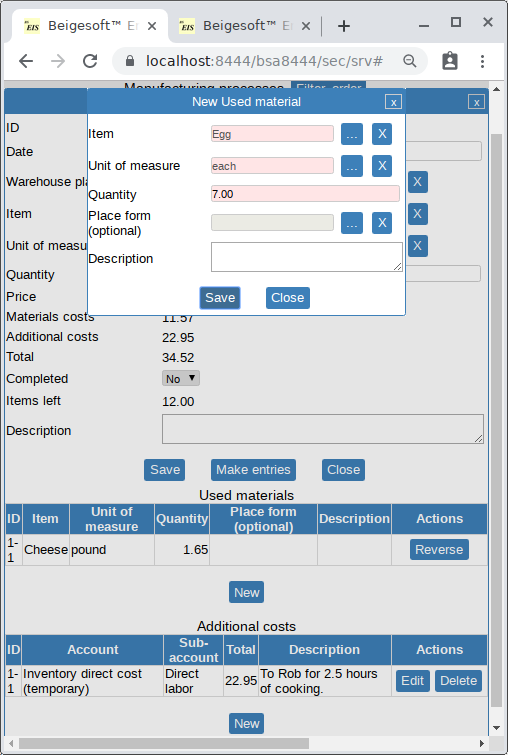 EIS Beigesoft™ E
EIS Beigesoft™ E
localhost:8444/bsa8444/sec/srv#
Manufacturing processes Filter, order
New Used material x
x
ID
Item Egg ... X
Date
Unit of measure each ... X
Warehouse pla X
Quantity 7.00
Item X
Place form (optional) ... X
Unit of measu X
Description
Quantity
Save Close
Price
Materials costs 11.57
Additional costs 22.95
Total 34.52
Completed No
Items left 12.00
Description
Save Make entries Close
Used materials
ID Item Unit of measure Quantity Place form (optional) Description Actions
1-1 Cheese pound 1.65 Reverse
New
Additional costs
ID Account Sub-account Total Description Actions
1-1 Inventory direct cost (temporary) Direct labor 22.95 To Rob for 2.5 hours of cooking. Edit Delete
New